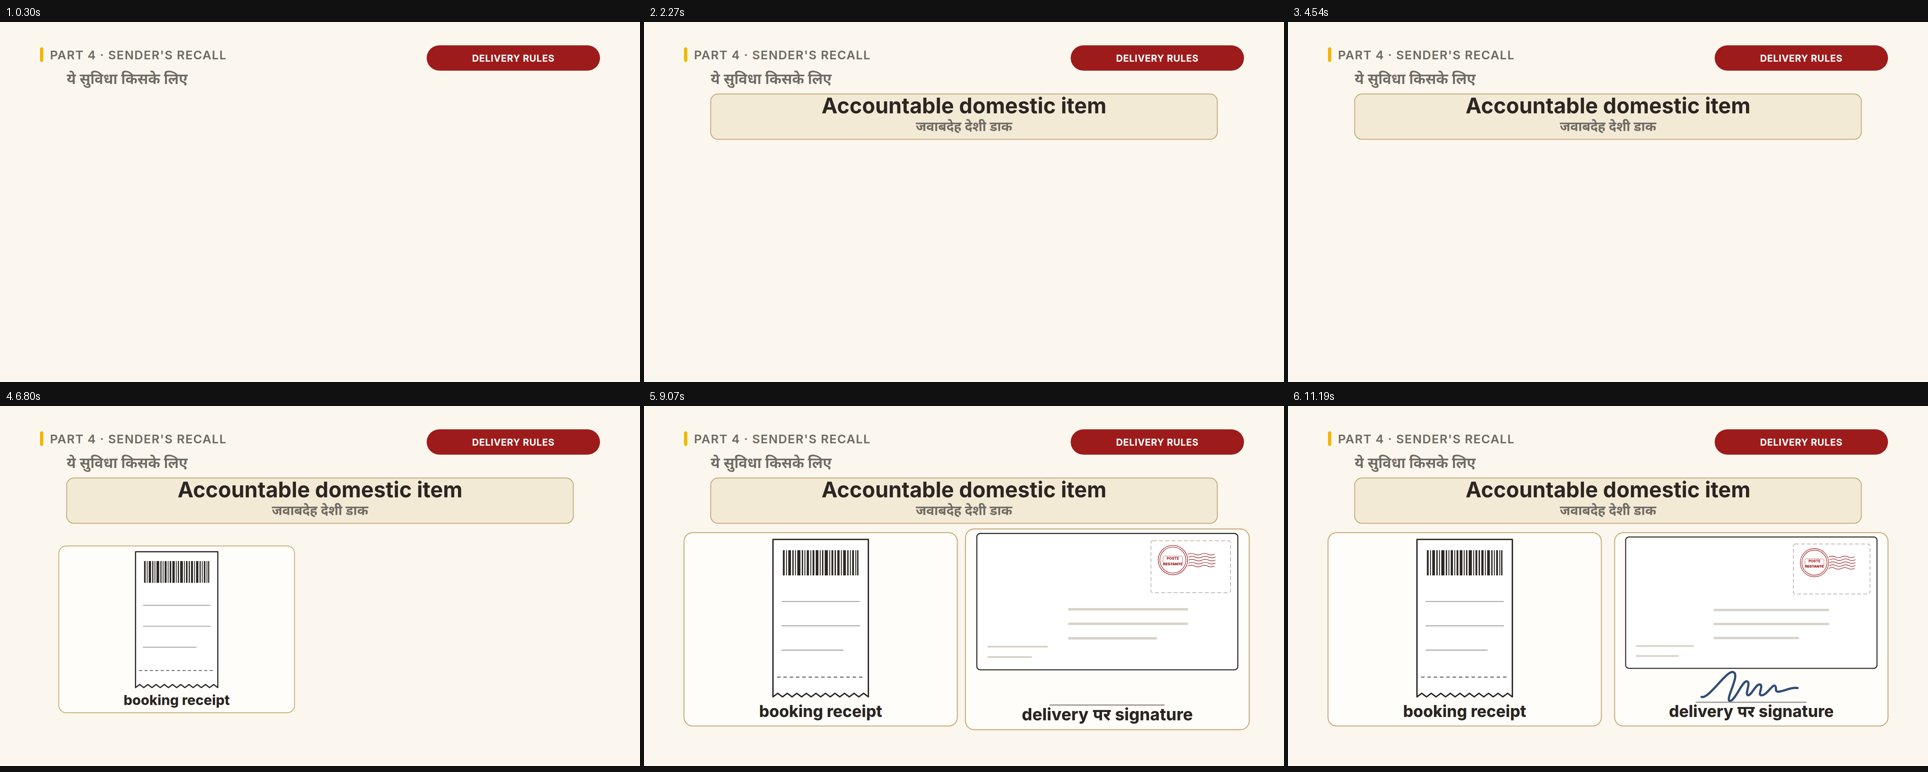 1. 0.30s
PART 4 · SENDER'S RECALL
DELIVERY RULES
ये सुविधा किसके लिए
2. 2.27s
PART 4 · SENDER'S RECALL
DELIVERY RULES
ये सुविधा किसके लिए
Accountable domestic item
जवाबदेह देशी डाक
3. 4.54s
PART 4 · SENDER'S RECALL
DELIVERY RULES
ये सुविधा किसके लिए
Accountable domestic item
जवाबदेह देशी डाक
4. 6.80s
PART 4 · SENDER'S RECALL
DELIVERY RULES
ये सुविधा किसके लिए
Accountable domestic item
जवाबदेह देशी डाक
booking receipt
5. 9.07s
PART 4 · SENDER'S RECALL
DELIVERY RULES
ये सुविधा किसके लिए
Accountable domestic item
जवाबदेह देशी डाक
POSTE
RESTANTE
booking receipt
delivery पर signature
6. 11.19s
PART 4 · SENDER'S RECALL
DELIVERY RULES
ये सुविधा किसके लिए
Accountable domestic item
जवाबदेह देशी डाक
POSTE
RESTANTE
booking receipt
delivery पर signature